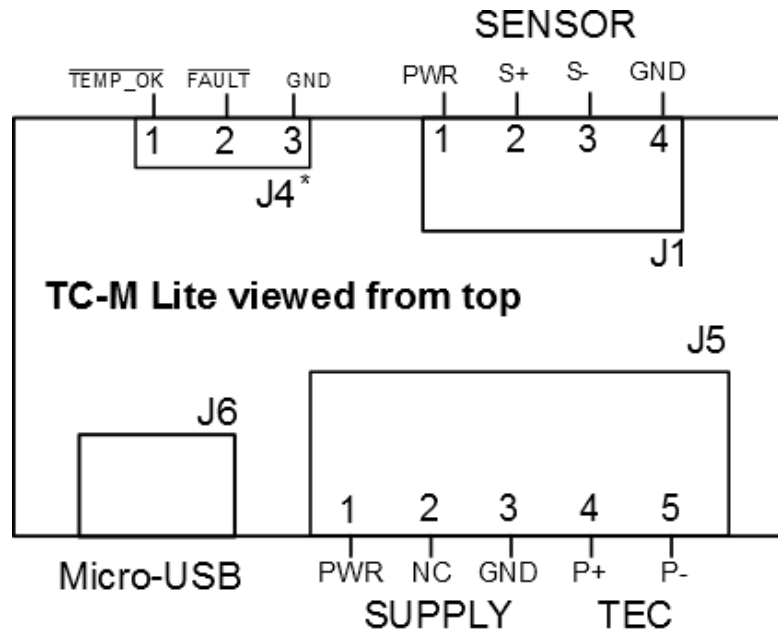 SENSOR
TEMP_OK FAULT GND PWR S+ S- GND
1 2 3 1 2 3 4
J4*
J1
TC-M Lite viewed from top
J5
J6
1 2 3 4 5
Micro-USB PWR NC GND P+ P-
SUPPLY TEC